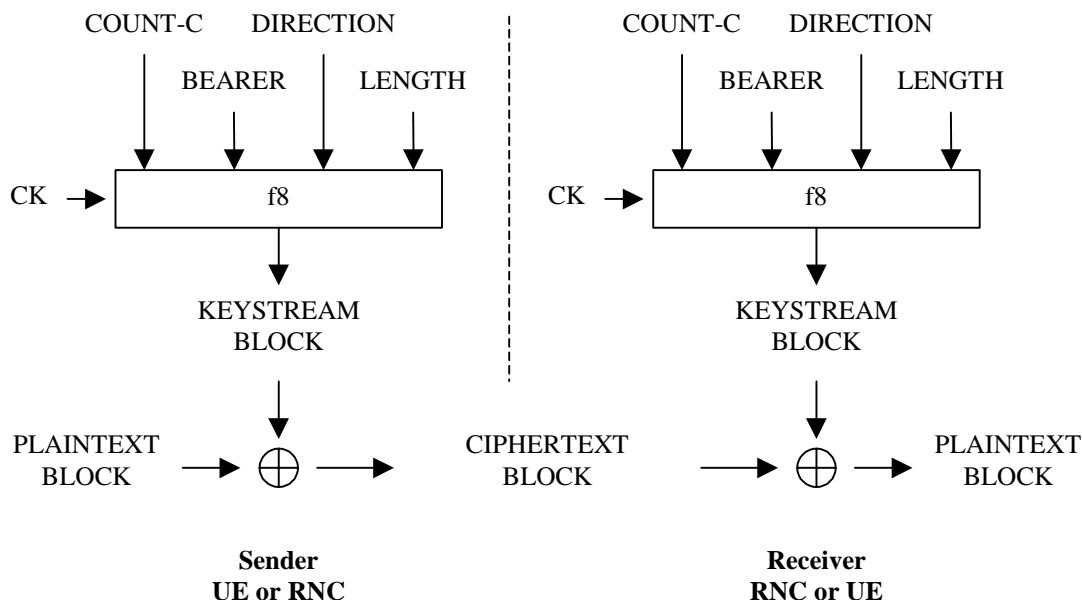 COUNT-C DIRECTION COUNT-C DIRECTION
BEARER LENGTH BEARER LENGTH
CK f8 CK f8
KEYSTREAM KEYSTREAM
BLOCK BLOCK
PLAINTEXT CIPHERTEXT PLAINTEXT
BLOCK BLOCK BLOCK
Sender Receiver
UE or RNC RNC or UE